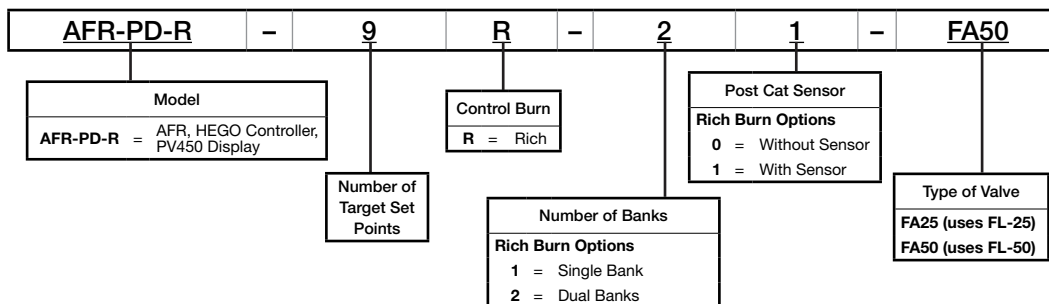 AFR-PD-R – 9 R – 2 1 – FA50
Model
AFR-PD-R = AFR, HEGO Controller,
PV450 Display
Number of
Target Set
Points
Control Burn
R = Rich
Number of Banks
Rich Burn Options
1 = Single Bank
2 = Dual Banks
Post Cat Sensor
Rich Burn Options
0 = Without Sensor
1 = With Sensor
Type of Valve
FA25 (uses FL-25)
FA50 (uses FL-50)